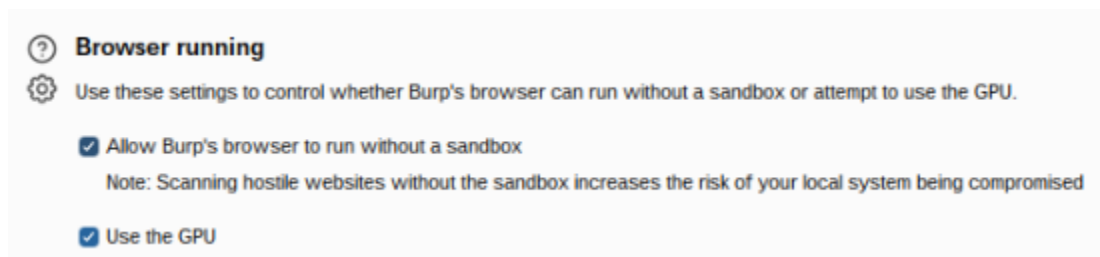 Browser running
Use these settings to control whether Burp's browser can run without a sandbox or attempt to use the GPU.
Allow Burp's browser to run without a sandbox
Note: Scanning hostile websites without the sandbox increases the risk of your local system being compromised
Use the GPU